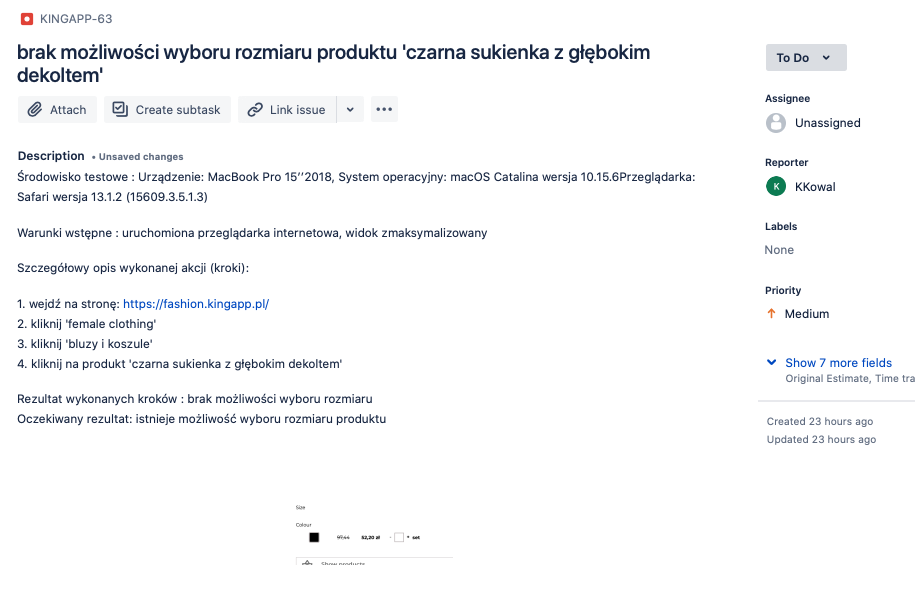 KINGAPP-63
brak możliwości wyboru rozmiaru produktu 'czarna sukienka z głębokim
dekoltem'
Attach
Create subtask
Link issue
Description • Unsaved changes
Środowisko testowe : Urządzenie: MacBook Pro 15’’2018, System operacyjny: macOS Catalina wersja 10.15.6Przeglądarka:
Safari wersja 13.1.2 (15609.3.5.1.3)
Warunki wstępne : uruchomiona przeglądarka internetowa, widok zmaksymalizowany
Szczegółowy opis wykonanej akcji (kroki):
1. wejdź na stronę: https://fashion.kingapp.pl/
2. kliknij 'female clothing'
3. kliknij 'bluzy i koszule'
4. kliknij na produkt 'czarna sukienka z głębokim dekoltem'
Rezultat wykonanych kroków : brak możliwości wyboru rozmiaru
Oczekiwany rezultat: istnieje możliwość wyboru rozmiaru produktu
Size
Colour
97,44 52,20 zł - + set
Show products
To Do
Assignee
Unassigned
Reporter
K KKowal
Labels
None
Priority
Medium
Show 7 more fields
Original Estimate, Time tra
Created 23 hours ago
Updated 23 hours ago